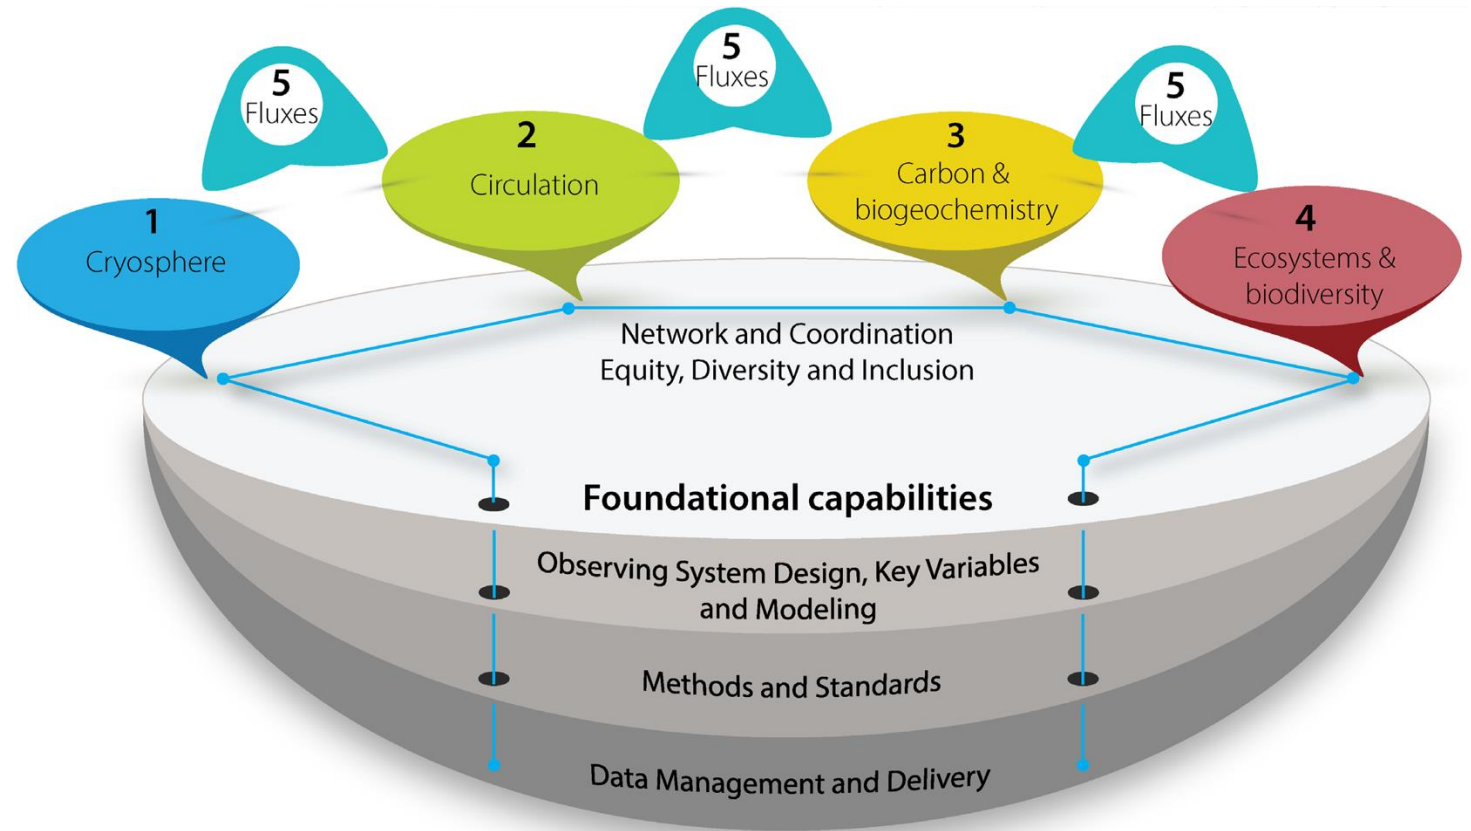 5
Fluxes
5
Fluxes
5
Fluxes
1
Cryosphere
2
Circulation
3
Carbon &
biogeochemistry
4
Ecosystems &
biodiversity
Network and Coordination
Equity, Diversity and Inclusion
Foundational capabilities
Observing System Design, Key Variables
and Modeling
Methods and Standards
Data Management and Delivery